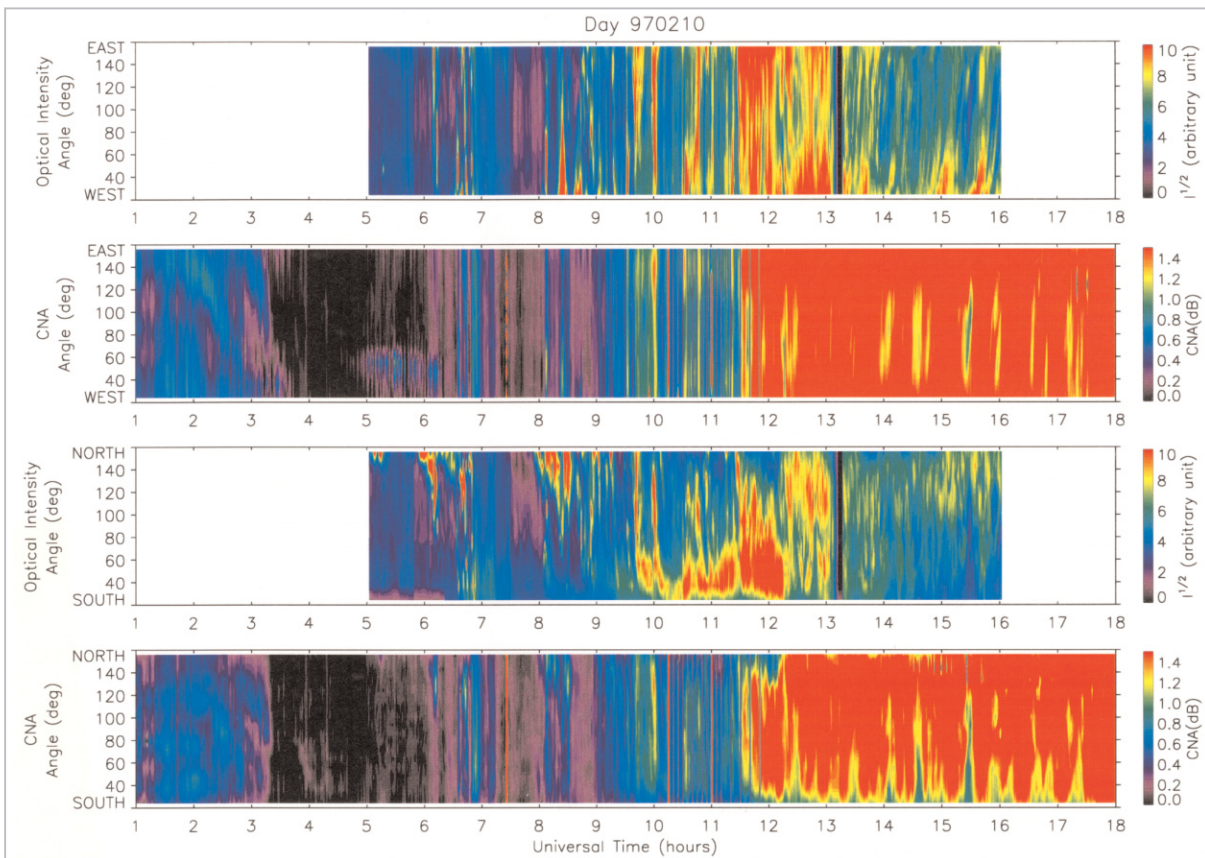 Day 970210
EAST
140
120
100
80
60
40
WEST
Optical Intensity
Angle (deg)
1 2 3 4 5 6 7 8 9 10 11 12 13 14 15 16 17 18
10
8
6
4
2
0
I^1/2 (arbitrary unit)
EAST
140
120
100
80
60
40
WEST
CNA
Angle (deg)
1 2 3 4 5 6 7 8 9 10 11 12 13 14 15 16 17 18
1.4
1.2
1.0
0.8
0.6
0.4
0.2
0.0
CNA(dB)
NORTH
140
120
100
80
60
40
SOUTH
Optical Intensity
Angle (deg)
1 2 3 4 5 6 7 8 9 10 11 12 13 14 15 16 17 18
10
8
6
4
2
0
I^1/2 (arbitrary unit)
NORTH
140
120
100
80
60
40
SOUTH
CNA
Angle (deg)
1 2 3 4 5 6 7 8 9 10 11 12 13 14 15 16 17 18
1.4
1.2
1.0
0.8
0.6
0.4
0.2
0.0
CNA(dB)
Universal Time (hours)